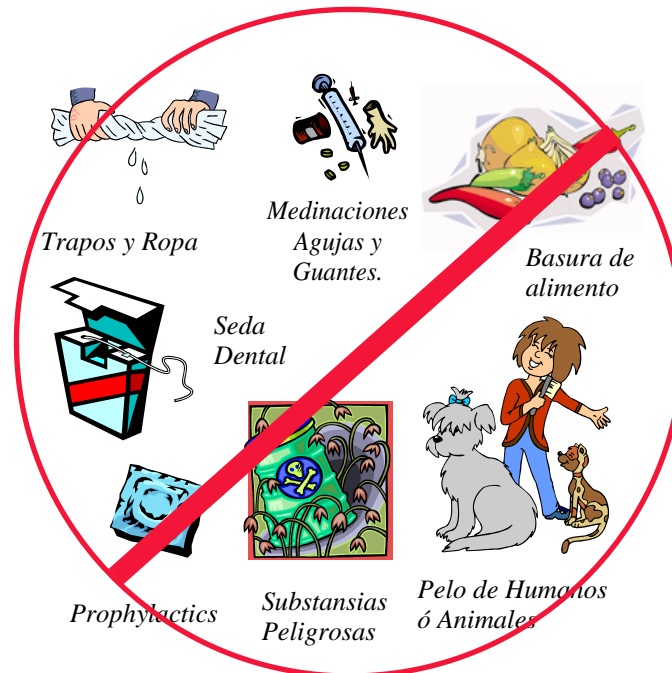 Trapos y Ropa
Medinaciones
Agujas y
Guantes.
Basura de
alimento
Seda
Dental
Prophylactics
Substansias
Peligrosas
Pelo de Humanos
ó Animales